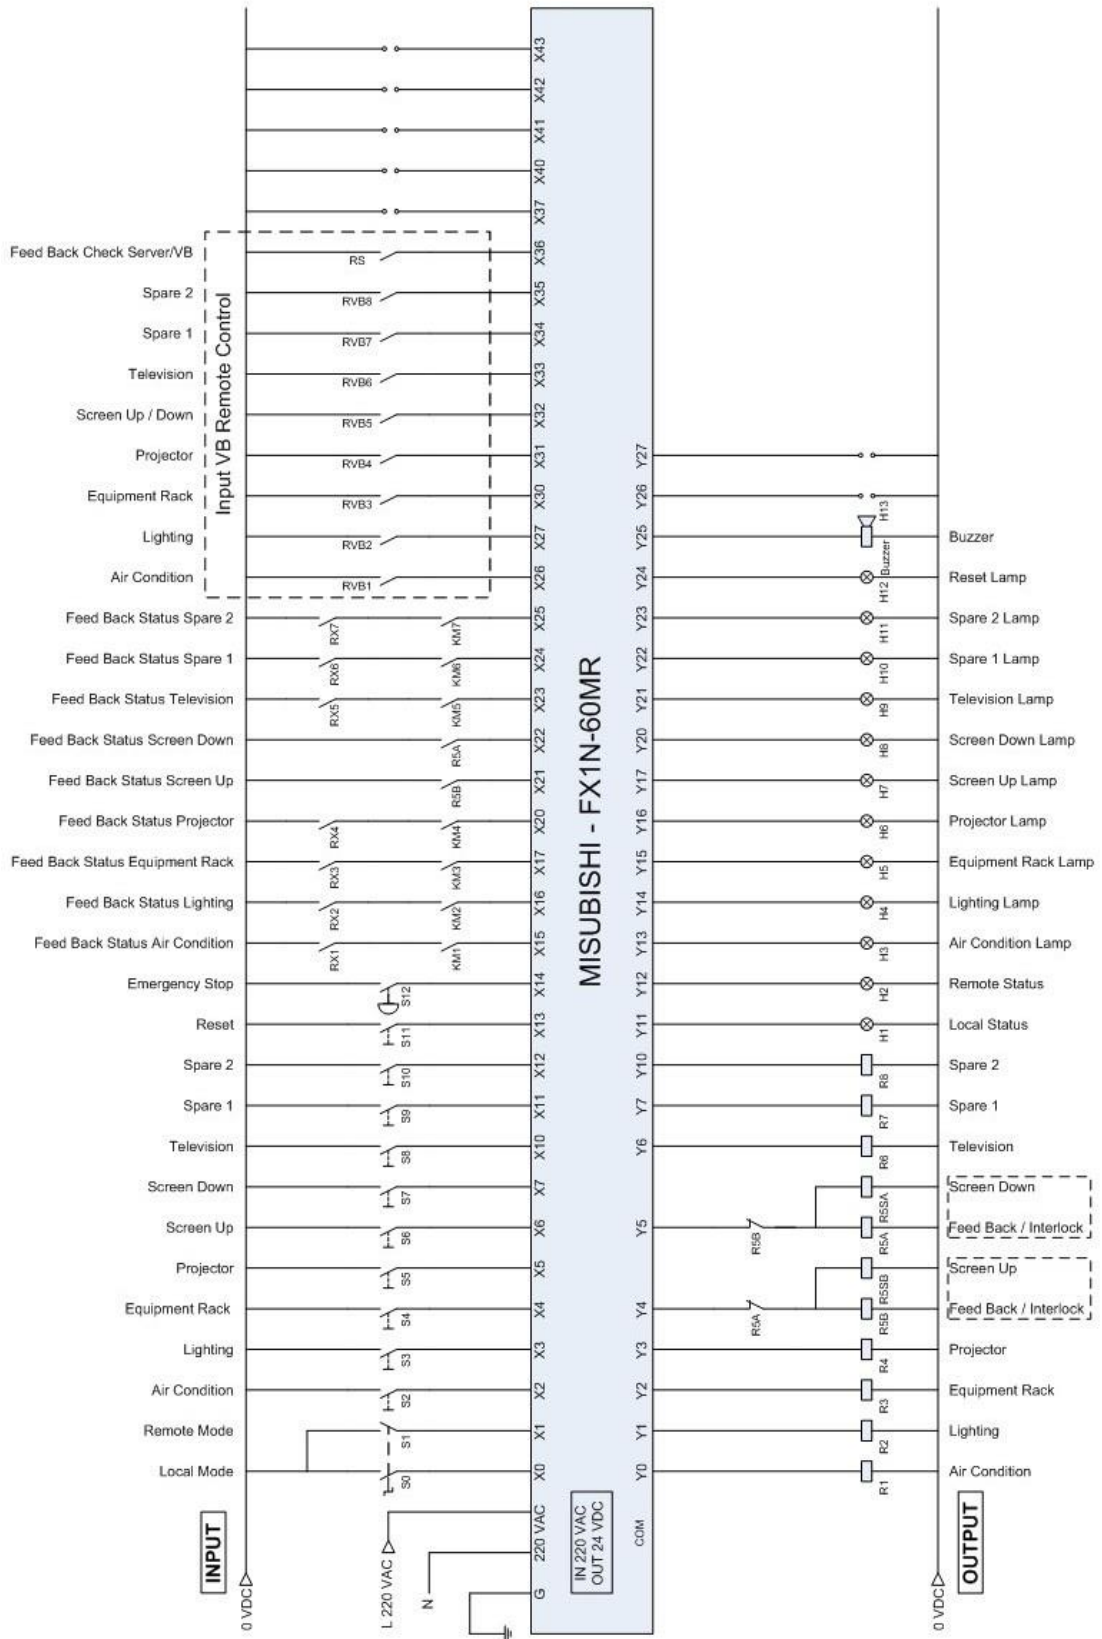 X43
X42
X41
X40
X37
Feed Back Check Server/VB
RS
X36
Spare 2
RVB8
X35
Spare 1
RVB7
X34
Television
RVB6
X33
Screen Up / Down
RVB5
X32
Projector
RVB4
X31
Y27
Equipment Rack
RVB3
X30
Y26
Lighting
RVB2
X27
Y25
H13
Buzzer
Buzzer
Air Condition
RVB1
X26
Y24
H12
Reset Lamp
Input VB Remote Control
Feed Back Status Spare 2
RX7
KM7
X25
Y23
H11
Spare 2 Lamp
Feed Back Status Spare 1
RX6
KM6
X24
Y22
H10
Spare 1 Lamp
Feed Back Status Television
RX5
KM5
X23
Y21
H9
Television Lamp
Feed Back Status Screen Down
R5A
X22
Y20
H8
Screen Down Lamp
Feed Back Status Screen Up
R5B
X21
Y17
H7
Screen Up Lamp
Feed Back Status Projector
RX4
KM4
X20
Y16
H6
Projector Lamp
Feed Back Status Equipment Rack
RX3
KM3
X17
Y15
H5
Equipment Rack Lamp
Feed Back Status Lighting
RX2
KM2
X16
Y14
H4
Lighting Lamp
Feed Back Status Air Condition
RX1
KM1
X15
Y13
H3
Air Condition Lamp
MISUBISHI - FX1N-60MR
Emergency Stop
S12
X14
Y12
H2
Remote Status
Reset
S11
X13
Y11
H1
Local Status
Spare 2
S10
X12
Y10
R8
Spare 2
Spare 1
S9
X11
Y7
R7
Spare 1
Television
S8
X10
Y6
R6
Television
Screen Down
S7
X7
R5SA
Screen Down
Screen Up
S6
X6
Y5
R5B
R5A
Feed Back / Interlock
Projector
S5
X5
R5SB
Screen Up
Equipment Rack
S4
X4
Y4
R5A
R5B
Feed Back / Interlock
Lighting
S3
X3
Y3
R4
Projector
Air Condition
S2
X2
Y2
R3
Equipment Rack
Remote Mode
S1
X1
Y1
R2
Lighting
Local Mode
S0
X0
Y0
R1
Air Condition
INPUT
0 VDC
L 220 VAC
N
220 VAC
G
IN 220 VAC
OUT 24 VDC
COM
OUTPUT
0 VDC